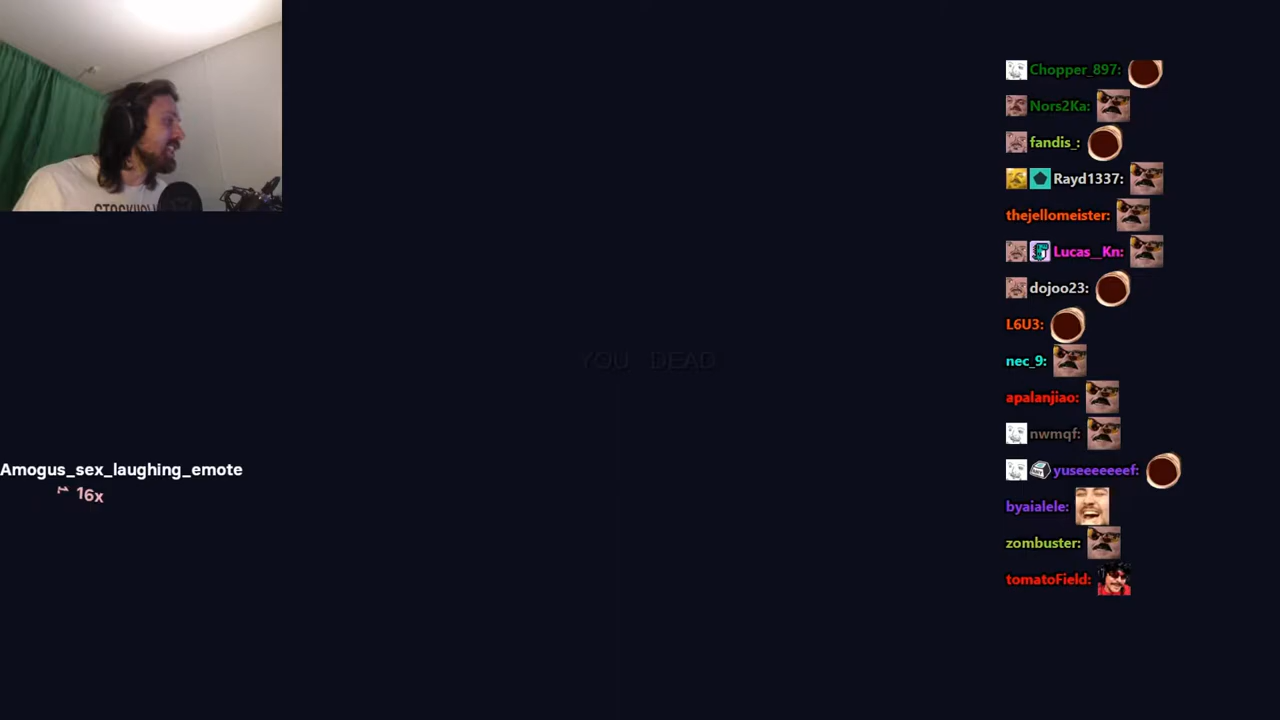 Chopper_897:
Nors2Ka:
fandis_:
Rayd1337:
thejellomeister:
Lucas__Kn:
dojoo23:
L6U3:
YOU DEAD
nec_9:
apalanjiao:
nwmqf:
Amogus_sex_laughing_emote
16x
yuseeeeeeef:
byaialele:
zombuster:
tomatoField: